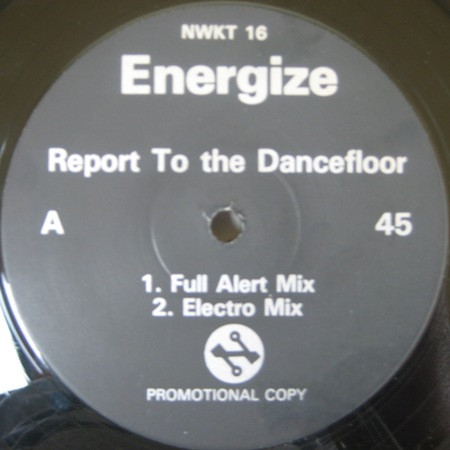 NWKT 16
Energize
Report To the Dancefloor
A 45
1. Full Alert Mix
2. Electro Mix
PROMOTIONAL COPY